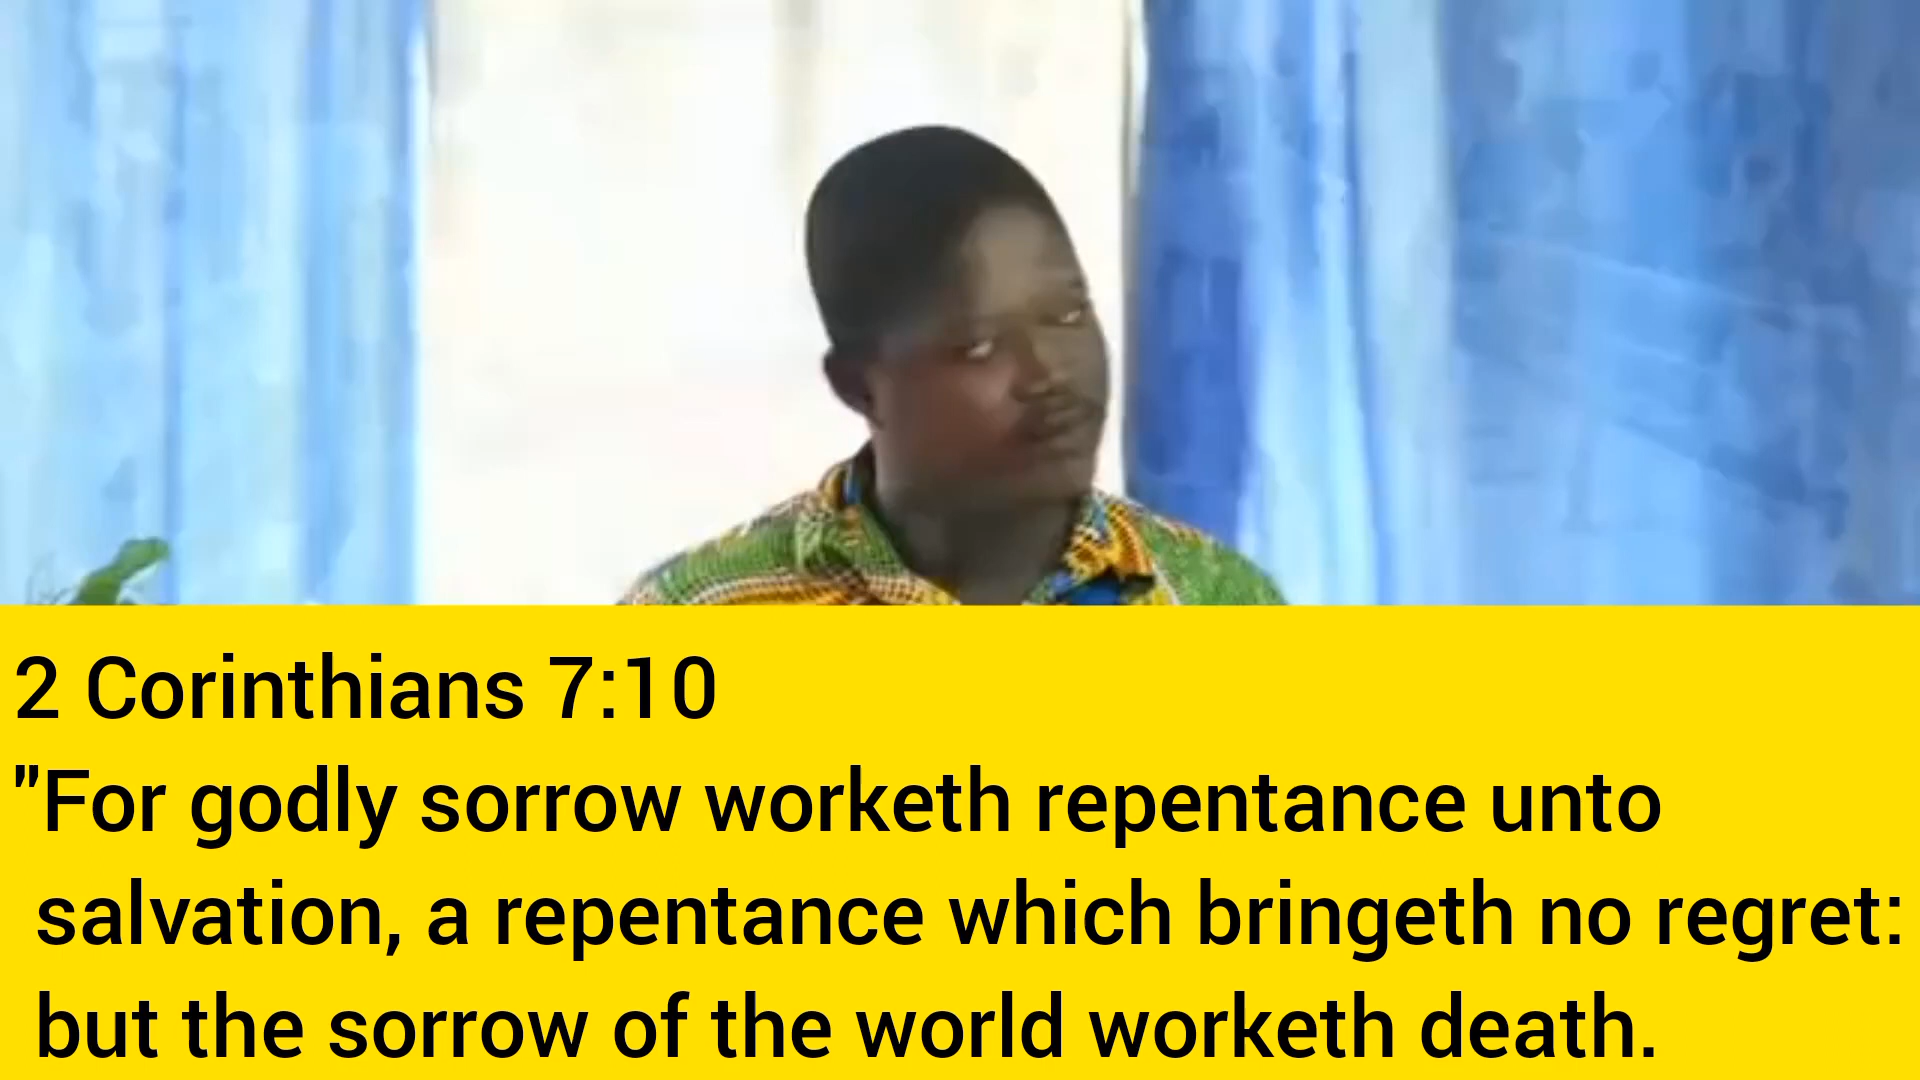 2 Corinthians 7:10
"For godly sorrow worketh repentance unto
salvation, a repentance which bringeth no regret:
but the sorrow of the world worketh death.